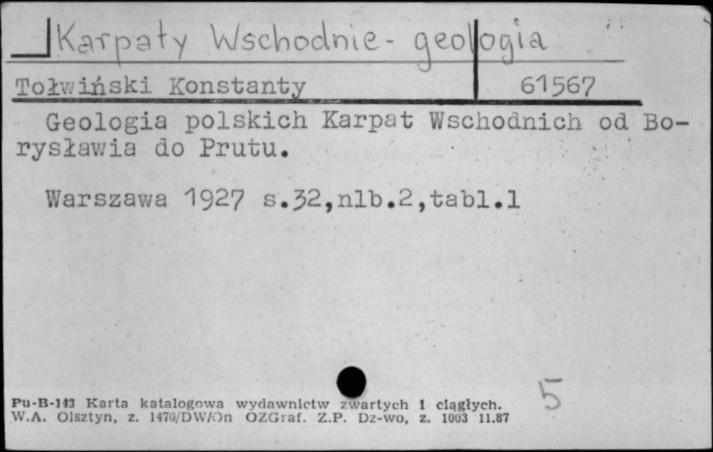 Karpaty Wschodnie - geologia
Tołwiński Konstanty 61567
Geologia polskich Karpat Wschodnich od Bo-
rysławia do Prutu.
Warszawa 1927 s.32,nlb.2,tabl.1
5
Pu-B-143 Karta katalogowa wydawnictw zwartych i ciągłych.
W.A. Olsztyn, z. 1470/DW/On OZGraf. Z.P. Dz-wo, z. 1003 11.87